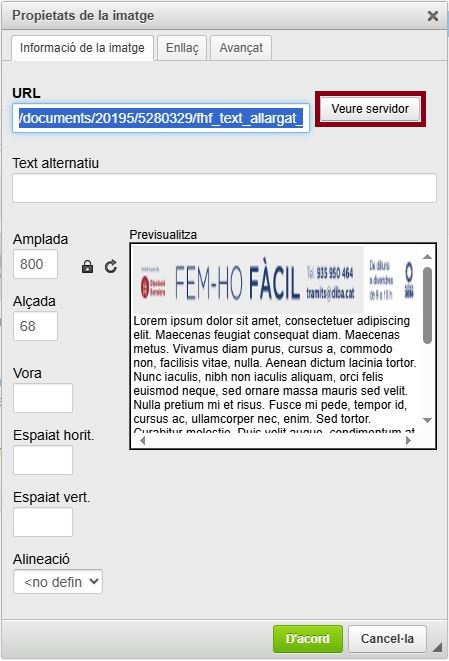 Propietats de la imatge
Informació de la imatge
Enllaç
Avançat
URL
/documents/20195/5280329/fhf_text_allargat_
Veure servidor
Text alternatiu
Amplada
800
Alçada
68
Vora
Espaiat horit.
Espaiat vert.
Alineació
<no defin
Previsualitza
Diputació
Barcelona
FEM-HO FÀCIL
Tel. 935 950 464
tramits@diba.cat
De dilluns
a divendres
de 9 a 15 h
Lorem ipsum dolor sit amet, consectetuer adipiscing
elit. Maecenas feugiat consequat diam. Maecenas
metus. Vivamus diam purus, cursus a, commodo
non, facilisis vitae, nulla. Aenean dictum lacinia tortor.
Nunc iaculis, nibh non iaculis aliquam, orci felis
euismod neque, sed ornare massa mauris sed velit.
Nulla pretium mi et risus. Fusce mi pede, tempor id,
cursus ac, ullamcorper nec, enim. Sed tortor.
Curabitur molestie. Duis velit augue, condimentum at
D'acord
Cancel·la